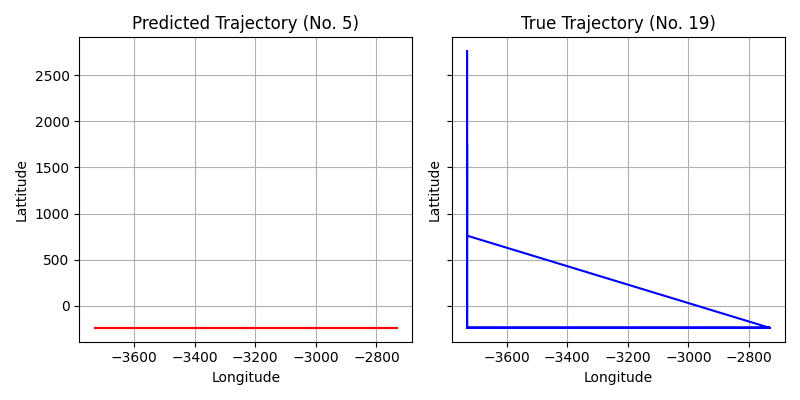 Predicted Trajectory (No. 5)
True Trajectory (No. 19)
Lattitude
2500
2000
1500
1000
500
0
−3600 −3400 −3200 −3000 −2800
Longitude
Lattitude
−3600 −3400 −3200 −3000 −2800
Longitude